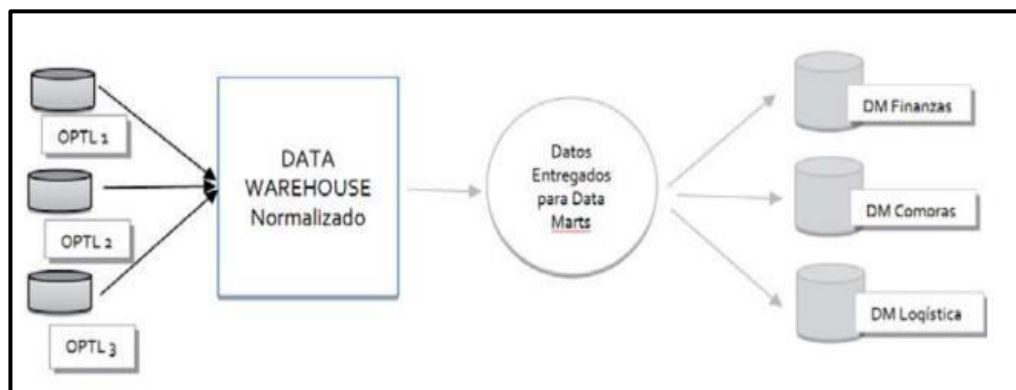 OPTL 1
OPTL 2
OPTL 3
DATA
WAREHOUSE
Normalizado
Datos
Entregados
para Data
Marts
DM Finanzas
DM Comoras
DM Loqística